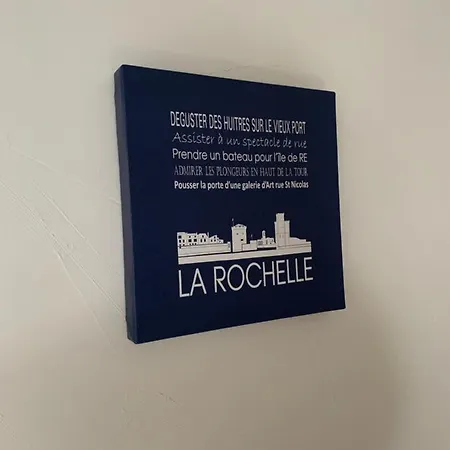 DEGUSTER DES HUITRES SUR LE VIEUX PORT
Assister à un spectacle de rue
Prendre un bateau pour l'île de RE
ADMIRER LES PLONGEURS EN HAUT DE LA TOUR
Pousser la porte d'une galerie d'Art rue St Nicolas
LA ROCHELLE